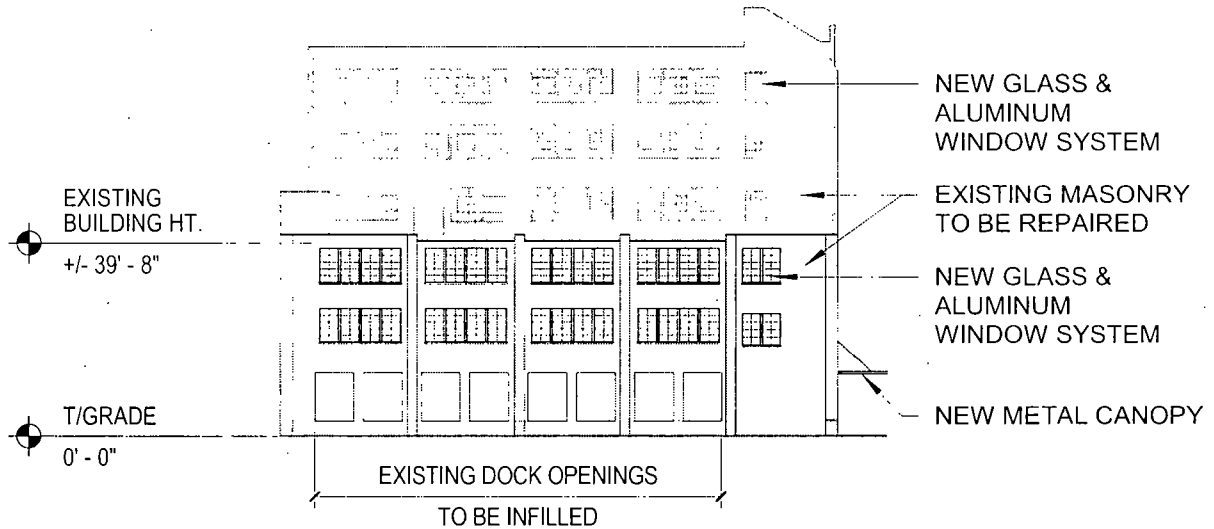 NEW GLASS &
ALUMINUM
WINDOW SYSTEM
EXISTING
BUILDING HT.
+/- 39' - 8"
EXISTING MASONRY
TO BE REPAIRED
NEW GLASS &
ALUMINUM
WINDOW SYSTEM
NEW METAL CANOPY
T/GRADE
0' - 0"
EXISTING DOCK OPENINGS
TO BE INFILLED